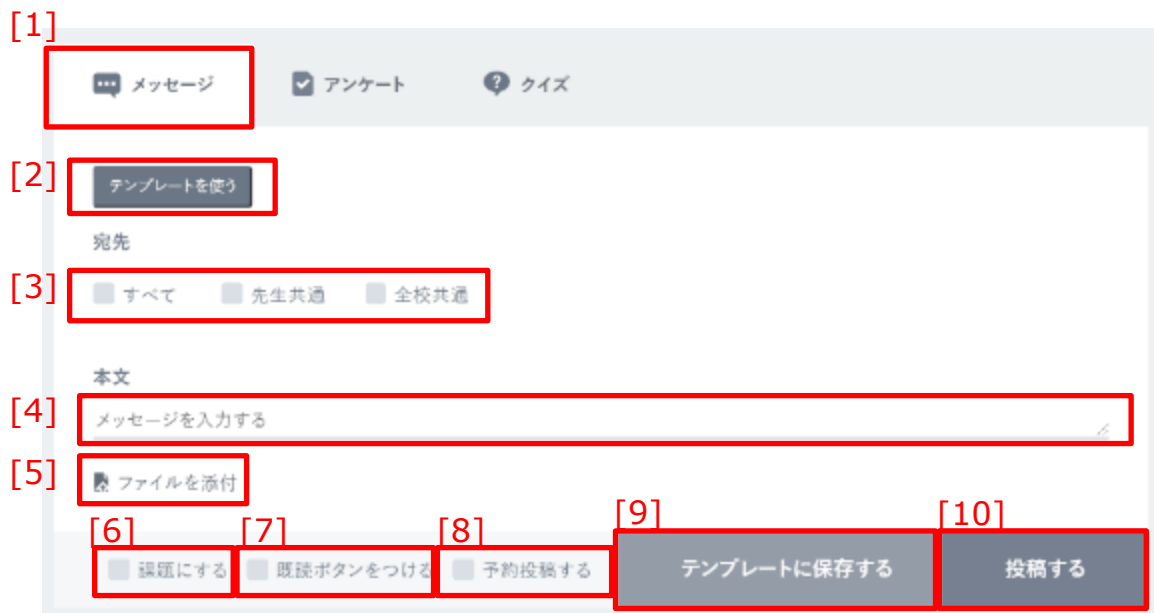 [1]
メッセージ アンケート クイズ
[2] テンプレートを使う
宛先
[3] すべて 先生共通 全校共通
本文
[4] メッセージを入力する
[5] ファイルを添付
[6] [7] [8] [9] [10]
課題にする 既読ボタンをつける 予約投稿する テンプレートに保存する 投稿する